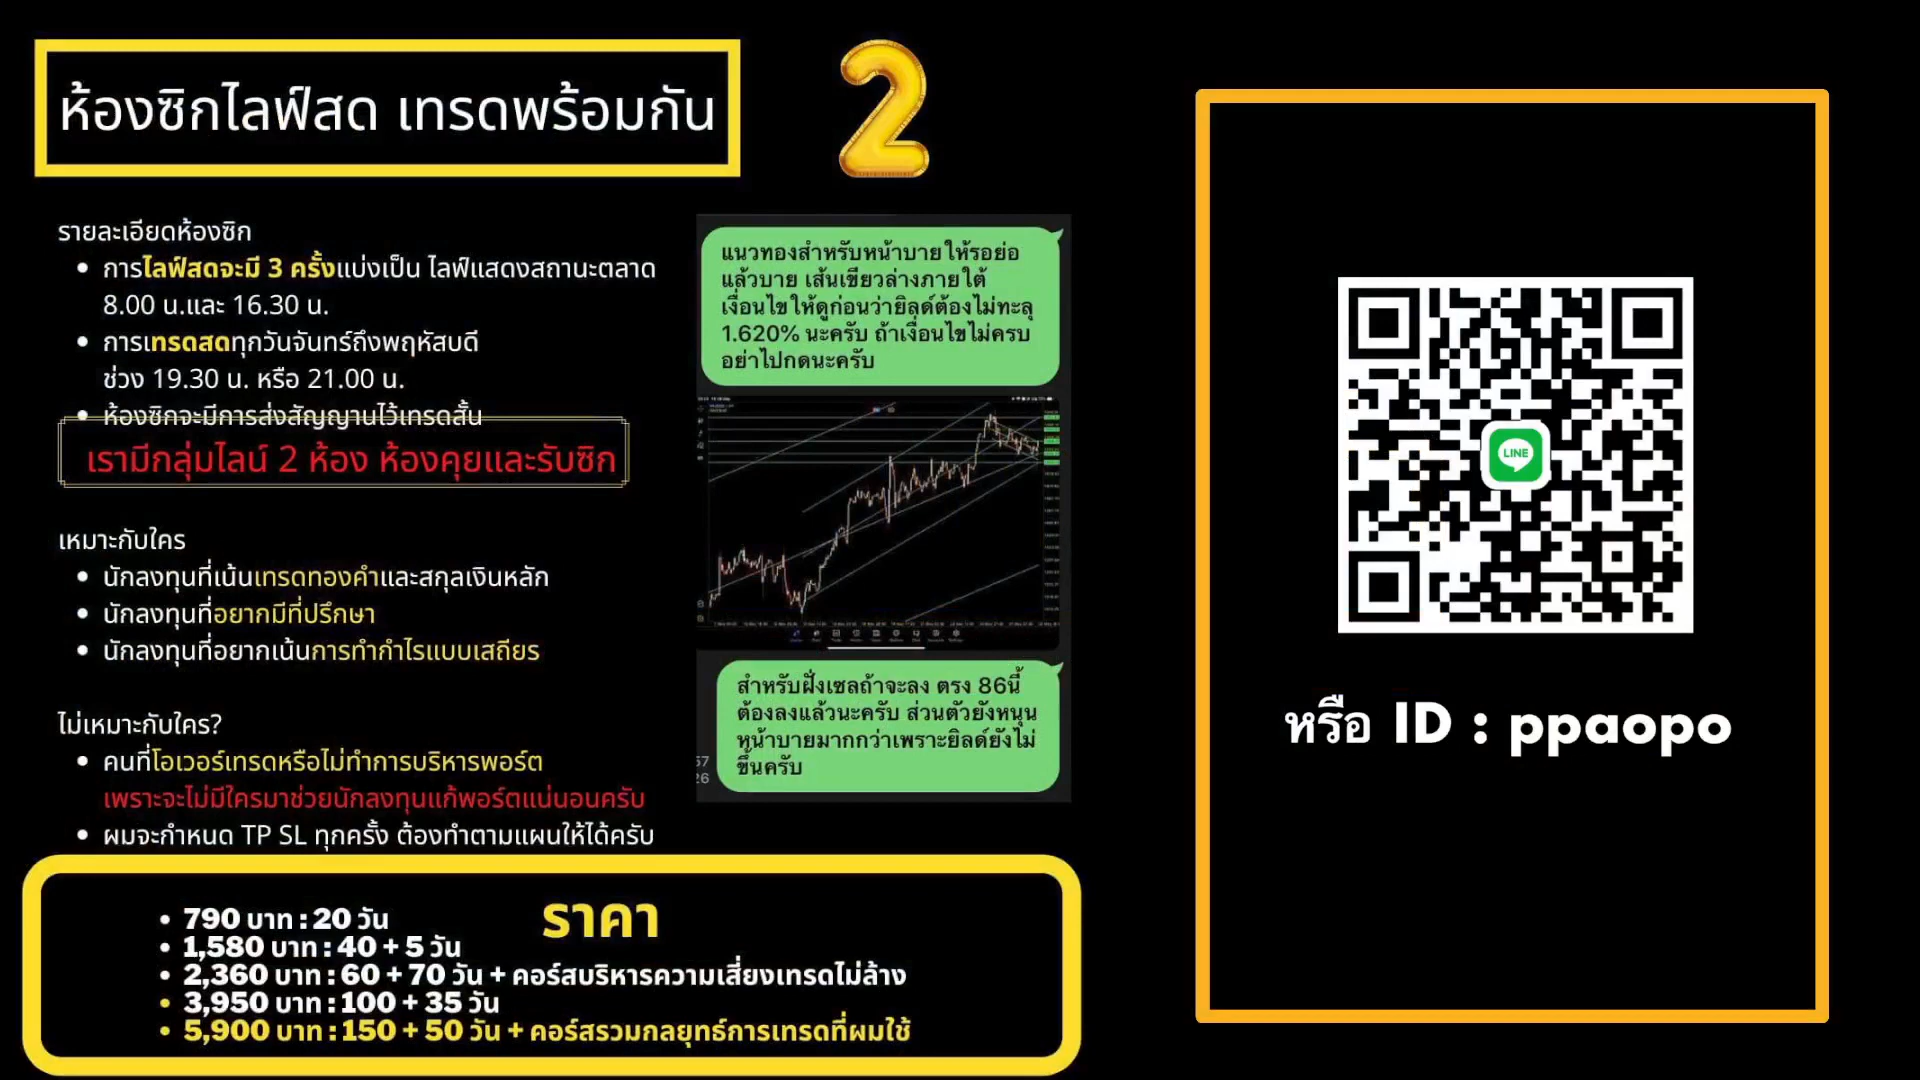 ห้องซิกไลฟ์สด เทรดพร้อมกัน
2
รายละเอียดห้องซิก
• การไลฟ์สดจะมี 3 ครั้งแบ่งเป็น ไลฟ์แสดงสถานะตลาด
8.00 น.และ 16.30 น.
• การเทรดสดทุกวันจันทร์ถึงพฤหัสบดี
ช่วง 19.30 น. หรือ 21.00 น.
• ห้องซิกจะมีการส่งสัญญานไว้เทรดสั้น
เรามีกลุ่มไลน์ 2 ห้อง ห้องคุยและรับซิก
เหมาะกับใคร
• นักลงทุนที่เน้นเทรดทองคำและสกุลเงินหลัก
• นักลงทุนที่อยากมีที่ปรึกษา
• นักลงทุนที่อยากเน้นการทำกำไรแบบเสถียร
ไม่เหมาะกับใคร?
• คนที่โอเวอร์เทรดหรือไม่ทำการบริหารพอร์ต
เพราะจะไม่มีใครมาช่วยนักลงทุนแก้พอร์ตแน่นอนครับ
• ผมจะกำหนด TP SL ทุกครั้ง ต้องทำตามแผนให้ได้ครับ
แนวทองสำหรับหน้าบายให้รอย่อ
แล้วบาย เส้นเขียวล่างภายใต้
เงื่อนไขให้ดูก่อนว่ายิลด์ต้องไม่ทะลุ
1.620% นะครับ ถ้าเงื่อนไขไม่ครบ
อย่าไปกดนะครับ
สำหรับฝั่งเซลถ้าจะลง ตรง 86นี้
ต้องลงแล้วนะครับ ส่วนตัวยังหนุน
หน้าบายมากกว่าเพราะยิลด์ยังไม่
ขึ้นครับ
57
26
ราคา
• 790 บาท : 20 วัน
• 1,580 บาท : 40 + 5 วัน
• 2,360 บาท : 60 + 70 วัน + คอร์สบริหารความเสี่ยงเทรดไม่ล้าง
• 3,950 บาท : 100 + 35 วัน
• 5,900 บาท : 150 + 50 วัน + คอร์สรวมกลยุทธ์การเทรดที่ผมใช้
LINE
หรือ ID : ppaopo